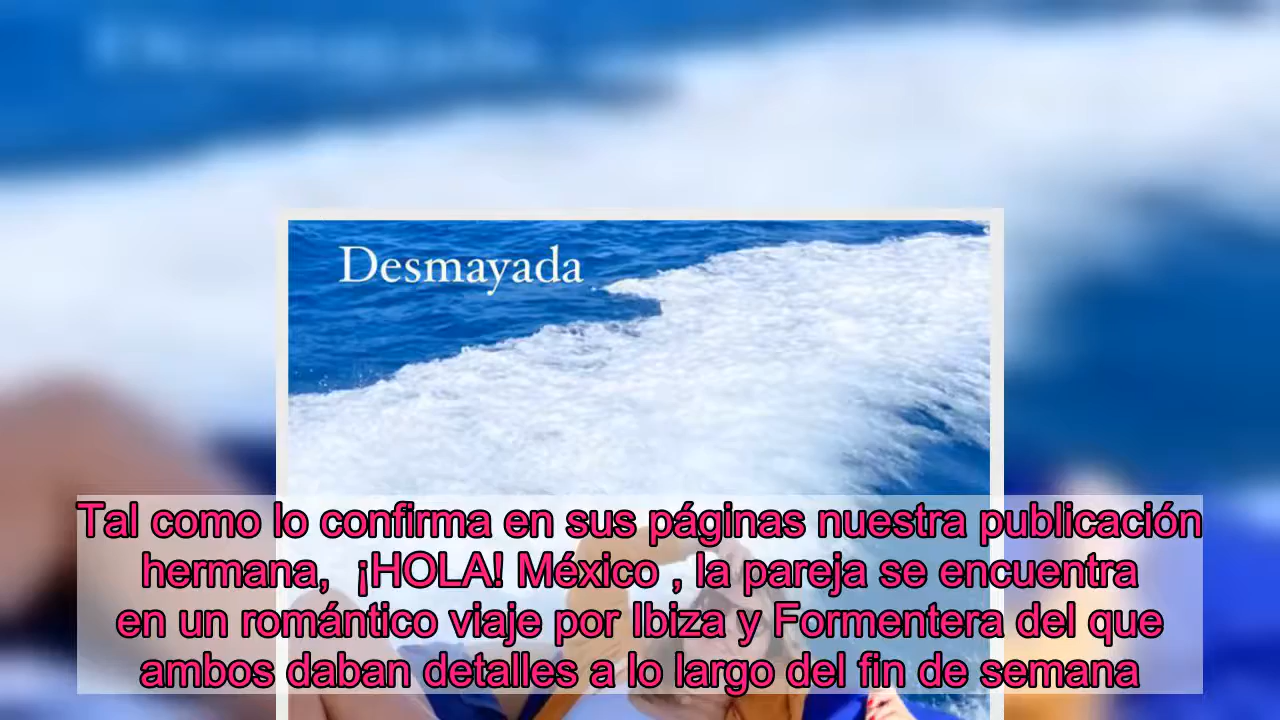 Desmayada
Tal como lo confirma en sus páginas nuestra publicación
hermana,  ¡HOLA! México , la pareja se encuentra
en un romántico viaje por Ibiza y Formentera del que
ambos daban detalles a lo largo del fin de semana